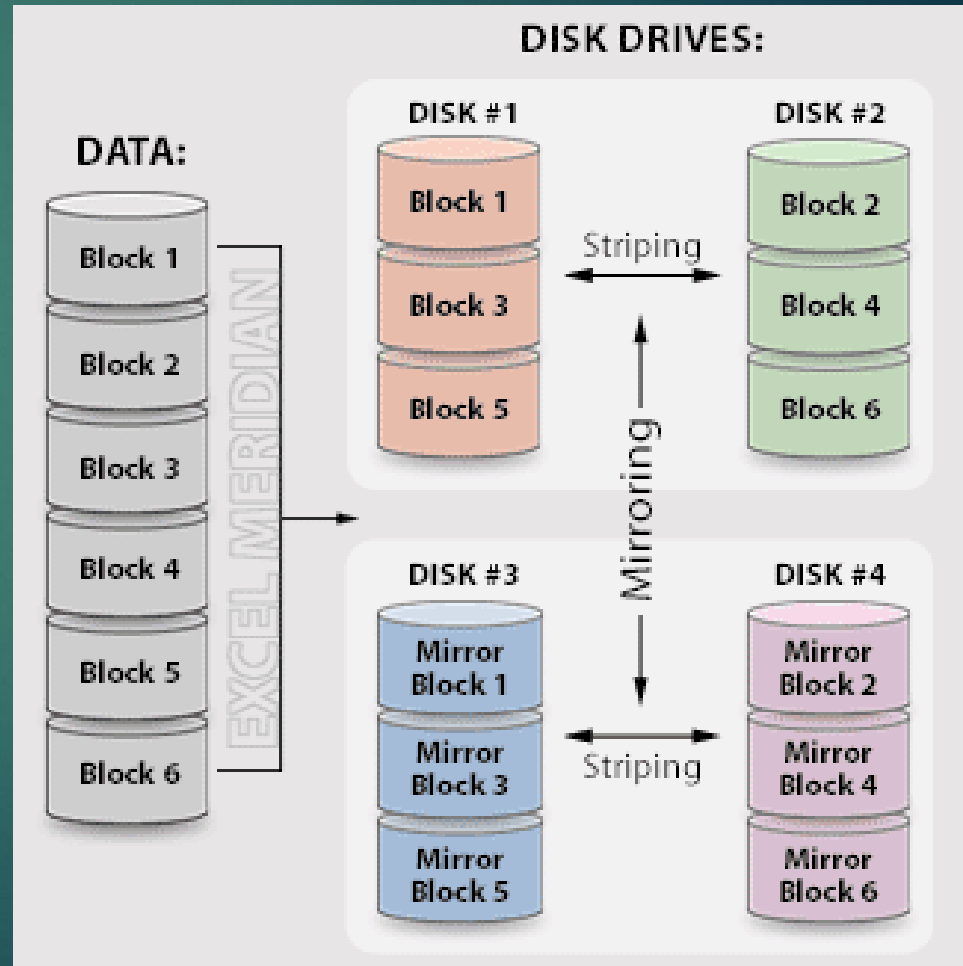 DISK DRIVES:
DATA:
Block 1
Block 2
Block 3
Block 4
Block 5
Block 6
EXCEL MERIDIAN
DISK #1
Block 1
Block 3
Block 5
Striping
DISK #2
Block 2
Block 4
Block 6
Mirroring
DISK #3
Mirror
Block 1
Mirror
Block 3
Mirror
Block 5
Striping
DISK #4
Mirror
Block 2
Mirror
Block 4
Mirror
Block 6